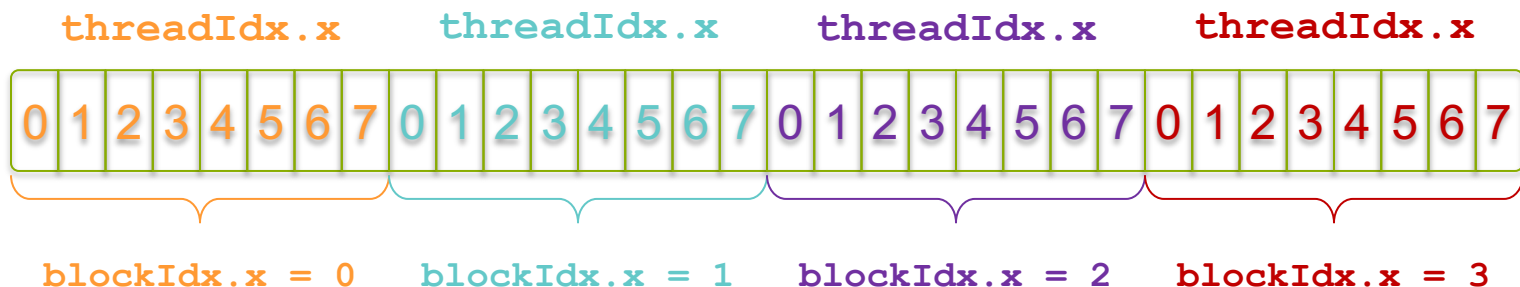 threadIdx.x threadIdx.x threadIdx.x threadIdx.x
0 1 2 3 4 5 6 7 0 1 2 3 4 5 6 7 0 1 2 3 4 5 6 7 0 1 2 3 4 5 6 7
blockIdx.x = 0 blockIdx.x = 1 blockIdx.x = 2 blockIdx.x = 3